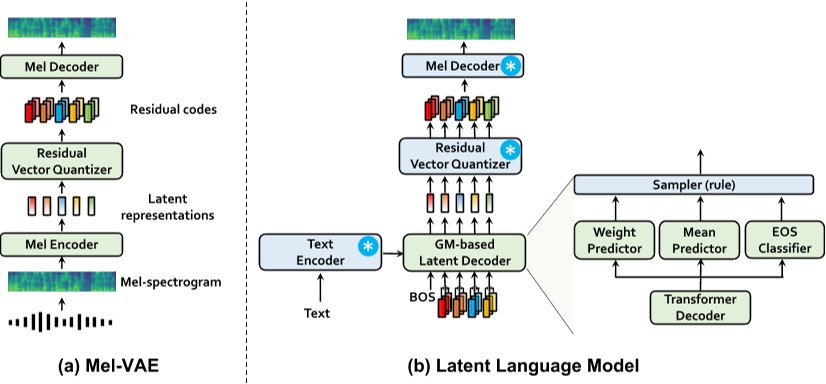 Mel Decoder
Residual codes
Residual
Vector Quantizer
Latent
representations
Mel Encoder
Mel-spectrogram
(a) Mel-VAE
Mel Decoder
Residual
Vector Quantizer
Text
Encoder
GM-based
Latent Decoder
BOS
Text
Sampler (rule)
Weight
Predictor
Mean
Predictor
EOS
Classifier
Transformer
Decoder
(b) Latent Language Model